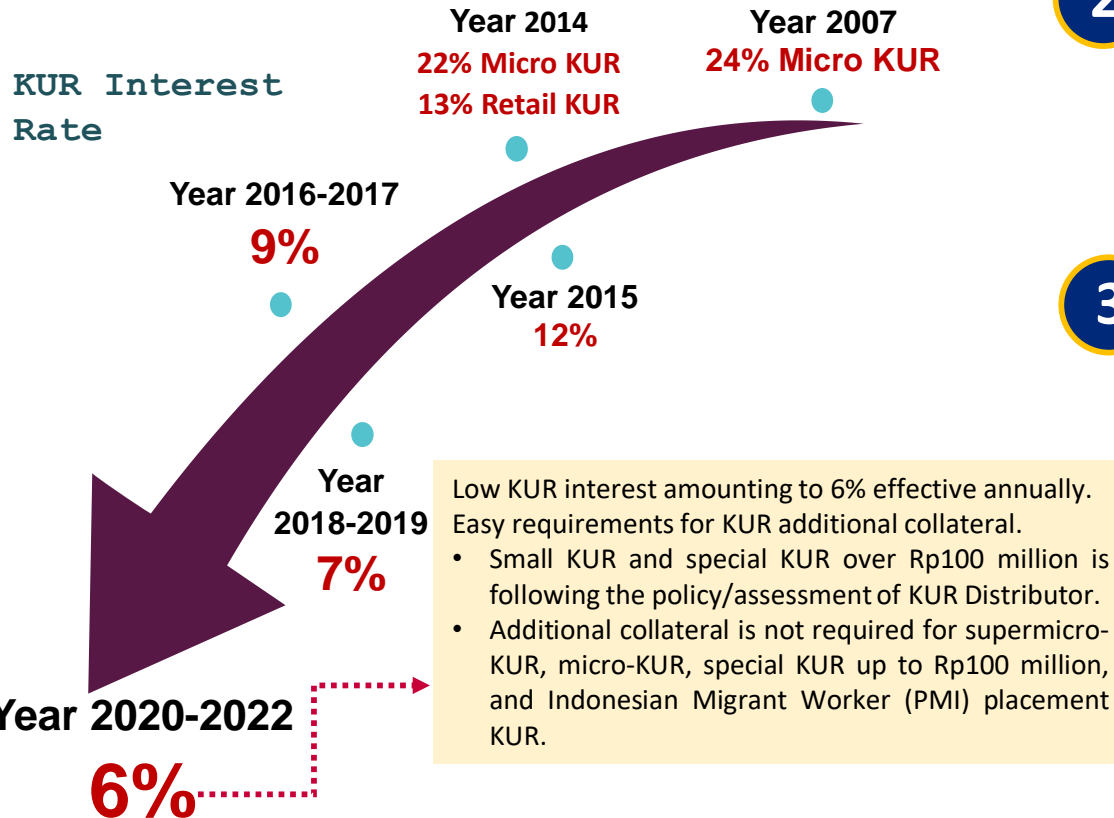 KUR Interest
Rate
Year 2014
22% Micro KUR
13% Retail KUR
Year 2007
24% Micro KUR
2
Year 2016-2017
9%
Year 2015
12%
3
Year
2018-2019
7%
Low KUR interest amounting to 6% effective annually.
Easy requirements for KUR additional collateral.
• Small KUR and special KUR over Rp100 million is
following the policy/assessment of KUR Distributor.
• Additional collateral is not required for supermicro-
KUR, micro-KUR, special KUR up to Rp100 million,
and Indonesian Migrant Worker (PMI) placement
KUR.
Year 2020-2022
6%